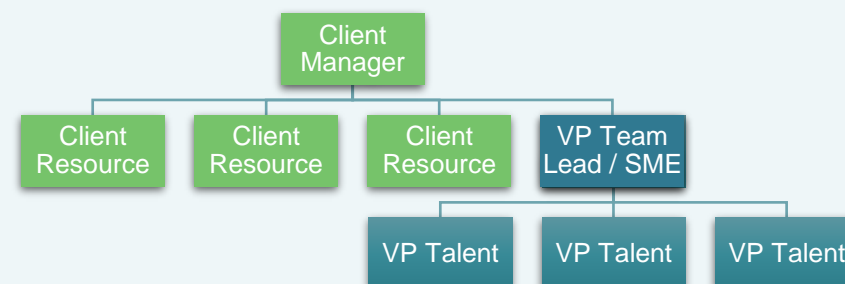 Client
Manager
Client
Resource
Client
Resource
Client
Resource
VP Team
Lead / SME
VP Talent
VP Talent
VP Talent